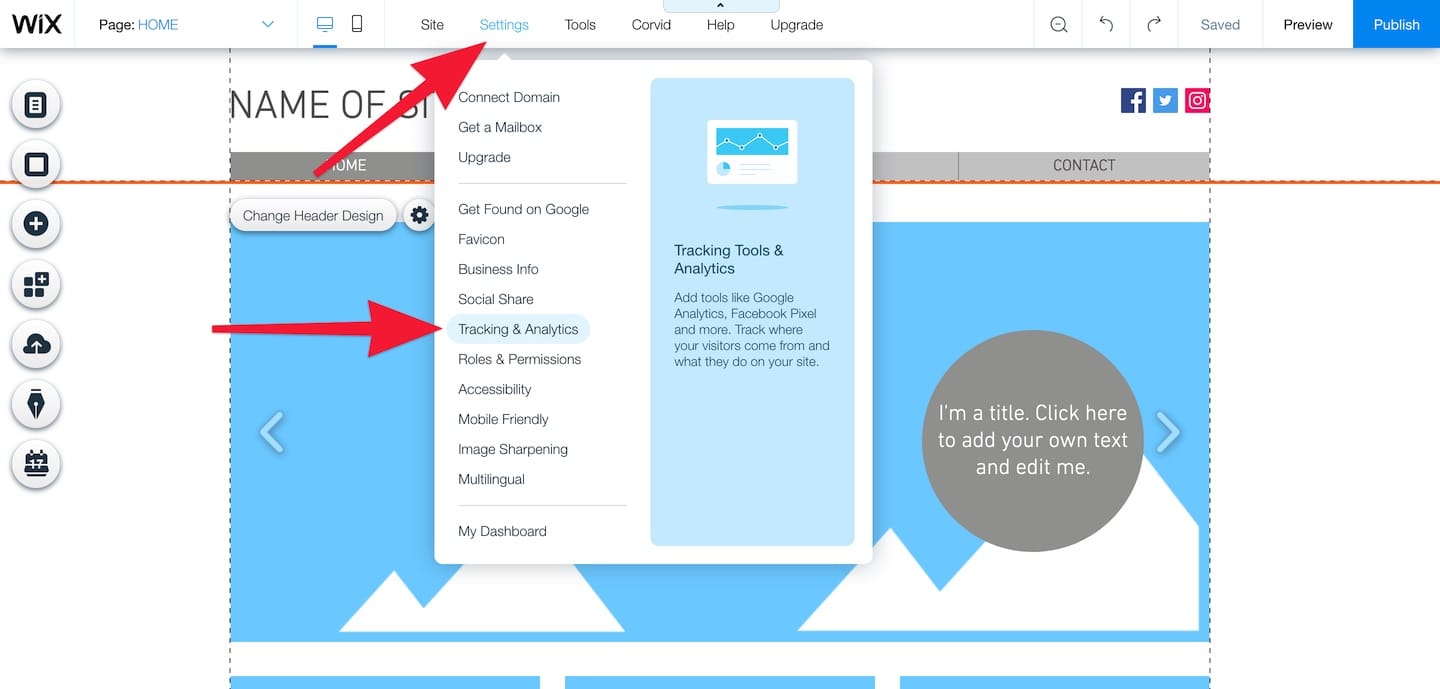 WiX
Page: HOME
Site
Settings
Tools
Corvid
Help
Upgrade
Saved
Preview
Publish
NAME OF
HOME
CONTACT
Change Header Design
Connect Domain
Get a Mailbox
Upgrade
Get Found on Google
Favicon
Business Info
Social Share
Tracking & Analytics
Roles & Permissions
Accessibility
Mobile Friendly
Image Sharpening
Multilingual
My Dashboard
Tracking Tools &
Analytics
Add tools like Google
Analytics, Facebook Pixel
and more. Track where
your visitors come from and
what they do on your site.
I'm a title. Click here
to add your own text
and edit me.
17